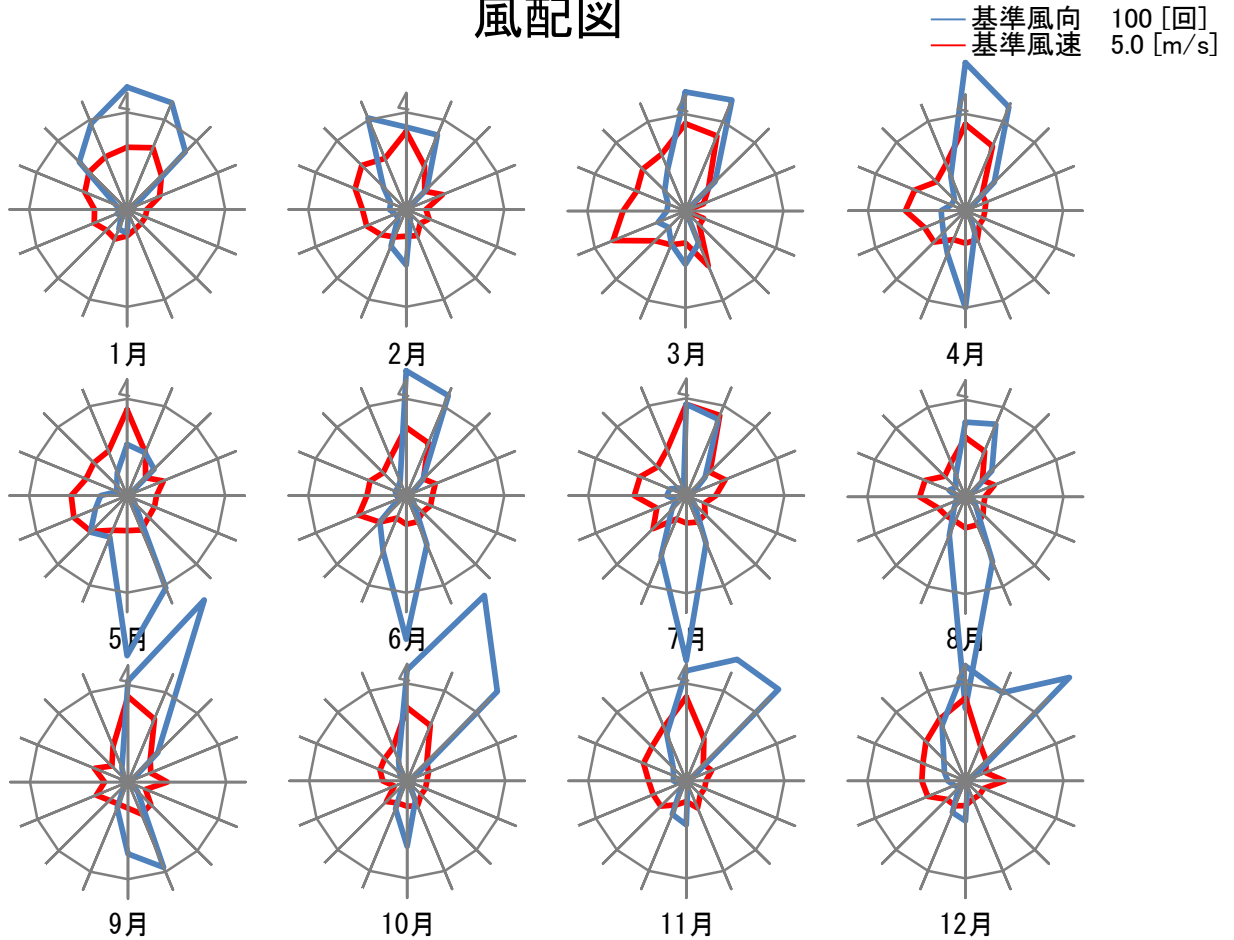 風配図
基準風向 100 [回]
基準風速 5.0 [m/s]
1月
2月
3月
4月
5月
6月
7月
8月
9月
10月
11月
12月